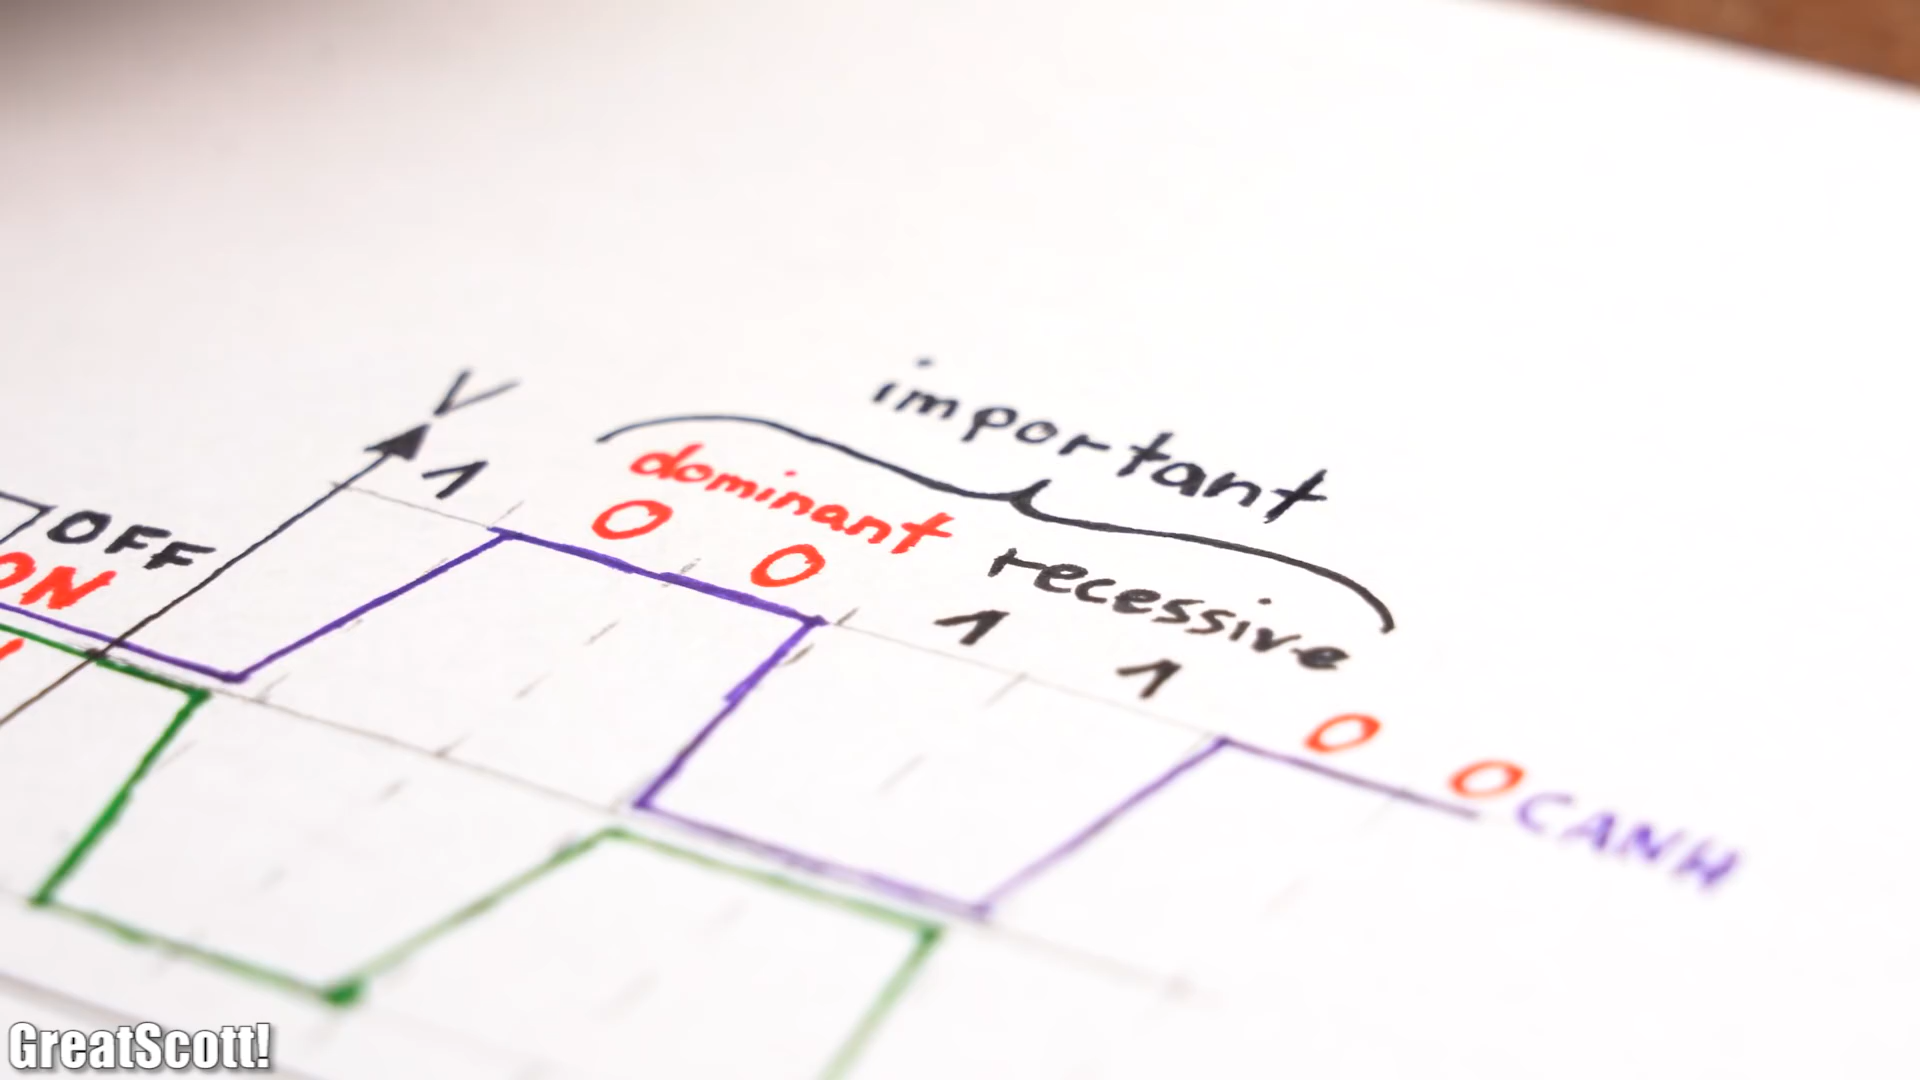 important
V
1
dominant
0 0
recessive
1 1
0 0 CANH
OFF
ON
GreatScott!